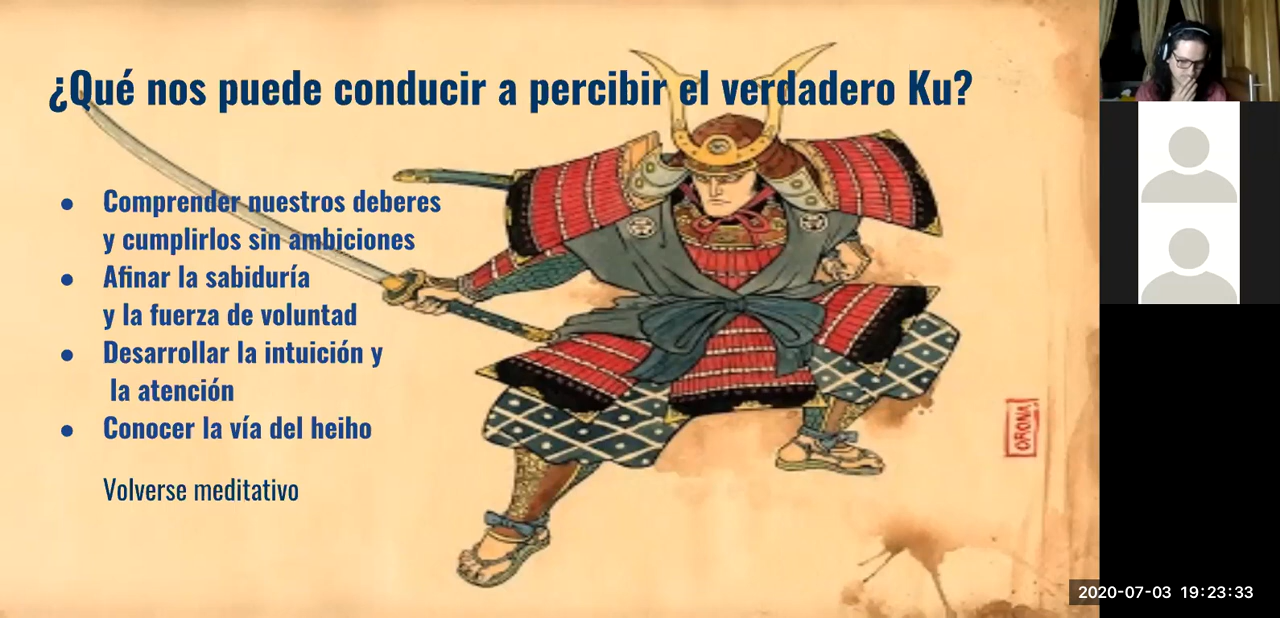 ¿Qué nos puede conducir a percibir el verdadero Ku?
● Comprender nuestros deberes
y cumplirlos sin ambiciones
● Afinar la sabiduría
y la fuerza de voluntad
● Desarrollar la intuición y
la atención
● Conocer la vía del heiho
Volverse meditativo
ORONA
2020-07-03 19:23:33